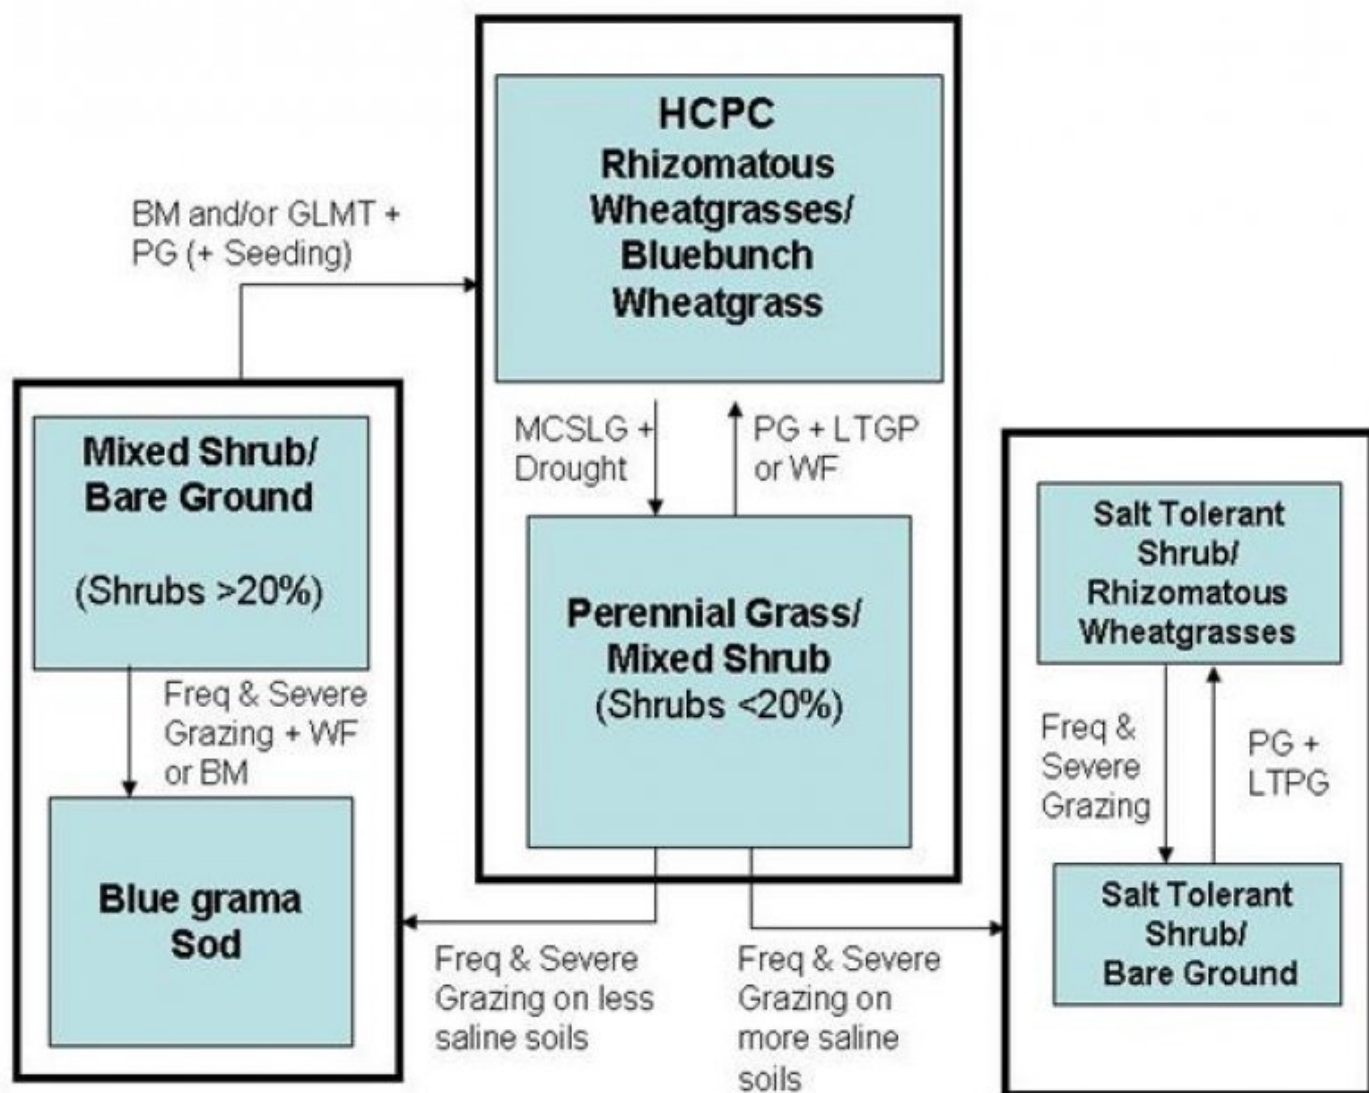 HCPC
Rhizomatous
Wheatgrasses/
Bluebunch
Wheatgrass
BM and/or GLMT +
PG (+ Seeding)
MCSLG +
Drought
PG + LTGP
or WF
Mixed Shrub/
Bare Ground
(Shrubs >20%)
Freq & Severe
Grazing + WF
or BM
Blue grama
Sod
Perennial Grass/
Mixed Shrub
(Shrubs <20%)
Salt Tolerant
Shrub/
Rhizomatous
Wheatgrasses
Freq &
Severe
Grazing
PG +
LTPG
Salt Tolerant
Shrub/
Bare Ground
Freq & Severe
Grazing on less
saline soils
Freq & Severe
Grazing on
more saline
soils